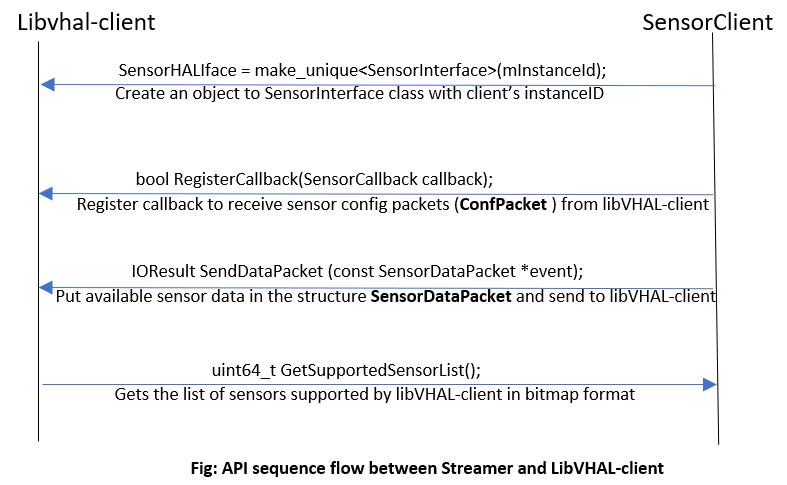 Libvhal-client
SensorClient
SensorHALIface = make_unique<SensorInterface>(mInstanceId);
Create an object to SensorInterface class with client’s instanceID
bool RegisterCallback(SensorCallback callback);
Register callback to receive sensor config packets (ConfPacket ) from libVHAL-client
IOResult SendDataPacket (const SensorDataPacket *event);
Put available sensor data in the structure SensorDataPacket and send to libVHAL-client
uint64_t GetSupportedSensorList();
Gets the list of sensors supported by libVHAL-client in bitmap format
Fig: API sequence flow between Streamer and LibVHAL-client